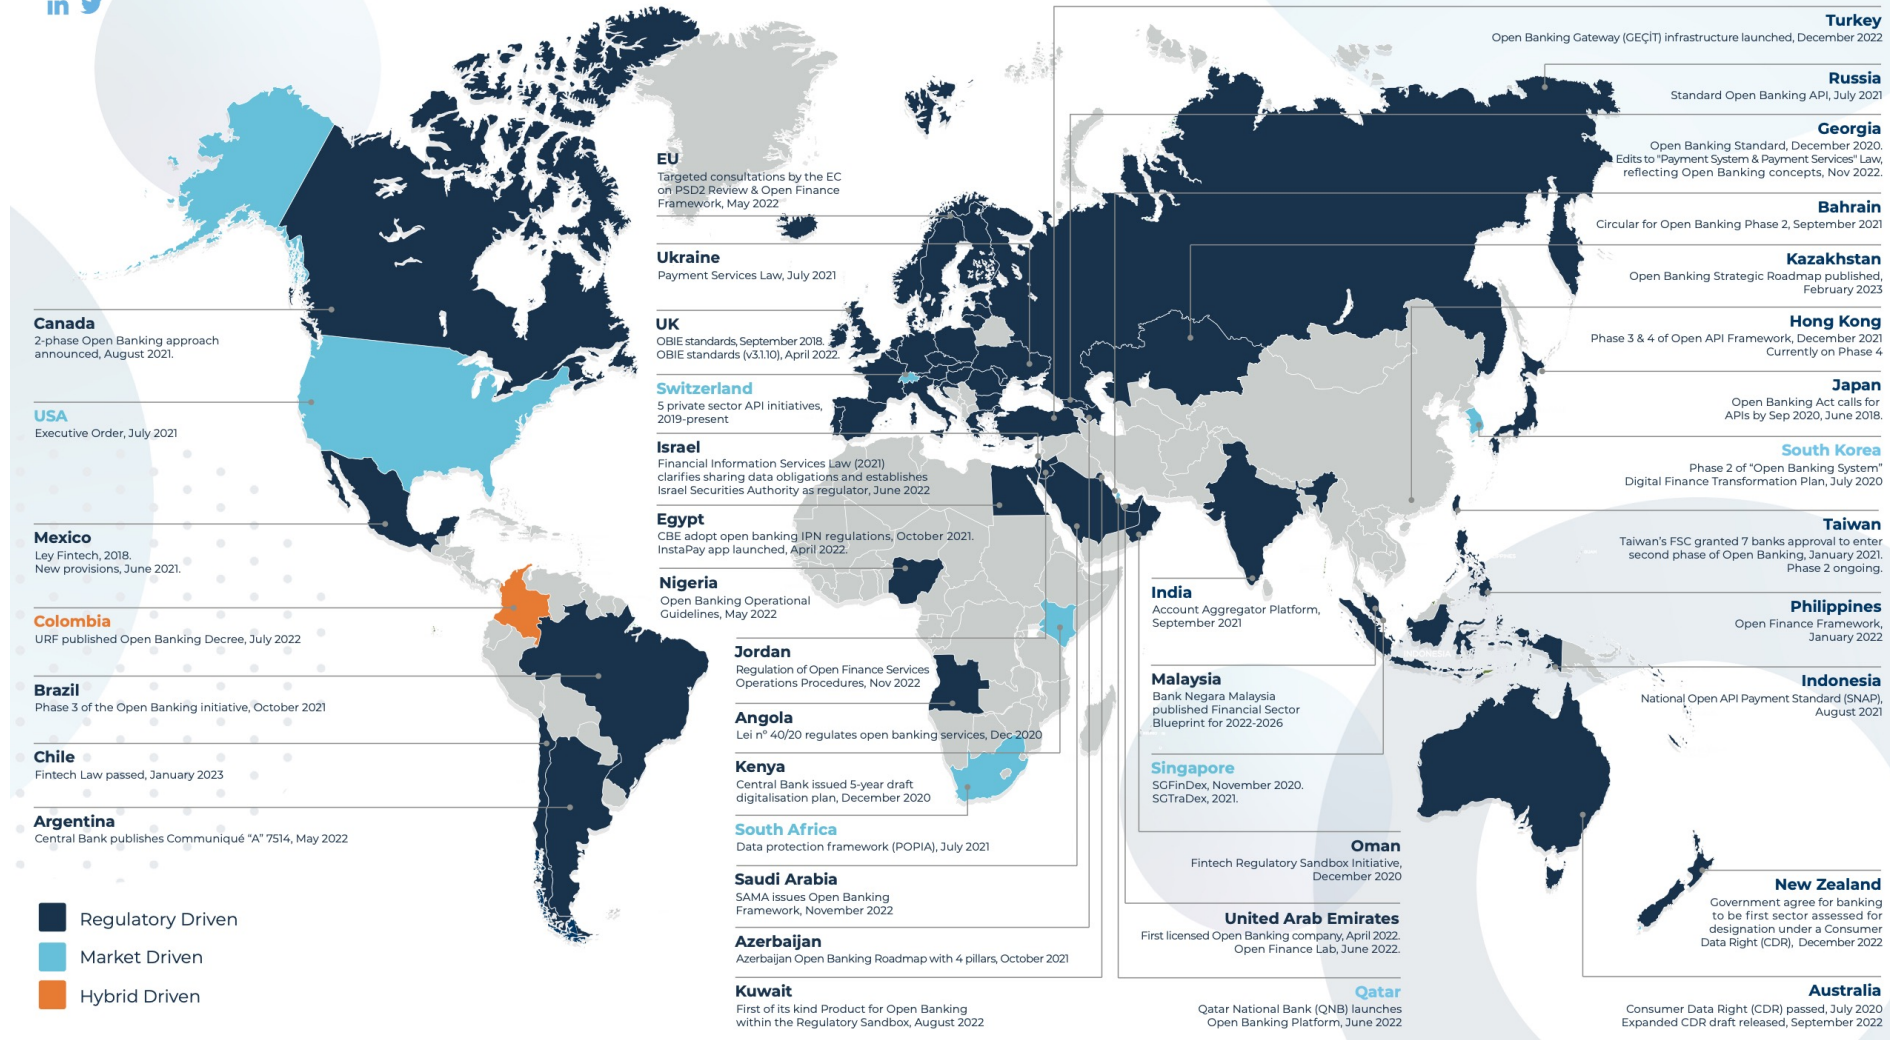 Canada
2-phase Open Banking approach
announced, August 2021.
USA
Executive Order, July 2021
Mexico
Ley Fintech, 2018.
New provisions, June 2021.
Colombia
URF published Open Banking Decree, July 2022
Brazil
Phase 3 of the Open Banking initiative, October 2021
Chile
Fintech Law passed, January 2023
Argentina
Central Bank publishes Communiqué “A” 7514, May 2022
Regulatory Driven
Market Driven
Hybrid Driven
EU
Targeted consultations by the EC
on PSD2 Review & Open Finance
Framework, May 2022
Ukraine
Payment Services Law, July 2021
UK
OBIE standards, September 2018.
OBIE standards (v3.1.10), April 2022.
Switzerland
5 private sector API initiatives,
2019-present
Israel
Financial Information Services Law (2021)
clarifies sharing data obligations and establishes
Israel Securities Authority as regulator, June 2022
Egypt
CBE adopt open banking IPN regulations, October 2021.
InstaPay app launched, April 2022.
Nigeria
Open Banking Operational
Guidelines, May 2022
Jordan
Regulation of Open Finance Services
Operations Procedures, Nov 2022
Angola
Lei nº 40/20 regulates open banking services, Dec 2020
Kenya
Central Bank issued 5-year draft
digitalisation plan, December 2020
South Africa
Data protection framework (POPIA), July 2021
Saudi Arabia
SAMA issues Open Banking
Framework, November 2022
Azerbaijan
Azerbaijan Open Banking Roadmap with 4 pillars, October 2021
Kuwait
First of its kind Product for Open Banking
within the Regulatory Sandbox, August 2022
India
Account Aggregator Platform,
September 2021
Malaysia
Bank Negara Malaysia
published Financial Sector
Blueprint for 2022-2026
Singapore
SGFinDex, November 2020.
SGTraDex, 2021.
Oman
Fintech Regulatory Sandbox Initiative,
December 2020
United Arab Emirates
First licensed Open Banking company, April 2022.
Open Finance Lab, June 2022.
Qatar
Qatar National Bank (QNB) launches
Open Banking Platform, June 2022
Turkey
Open Banking Gateway (GEÇİT) infrastructure launched, December 2022
Russia
Standard Open Banking API, July 2021
Georgia
Open Banking Standard, December 2020.
Edits to "Payment System & Payment Services" Law,
reflecting Open Banking concepts, Nov 2022.
Bahrain
Circular for Open Banking Phase 2, September 2021
Kazakhstan
Open Banking Strategic Roadmap published,
February 2023
Hong Kong
Phase 3 & 4 of Open API Framework, December 2021
Currently on Phase 4
Japan
Open Banking Act calls for
APIs by Sep 2020, June 2018.
South Korea
Phase 2 of “Open Banking System”
Digital Finance Transformation Plan, July 2020
Taiwan
Taiwan’s FSC granted 7 banks approval to enter
second phase of Open Banking, January 2021.
Phase 2 ongoing.
Philippines
Open Finance Framework,
January 2022
INDONESIA
Indonesia
National Open API Payment Standard (SNAP),
August 2021
New Zealand
Government agree for banking
to be first sector assessed for
designation under a Consumer
Data Right (CDR), December 2022
Australia
Consumer Data Right (CDR) passed, July 2020
Expanded CDR draft released, September 2022